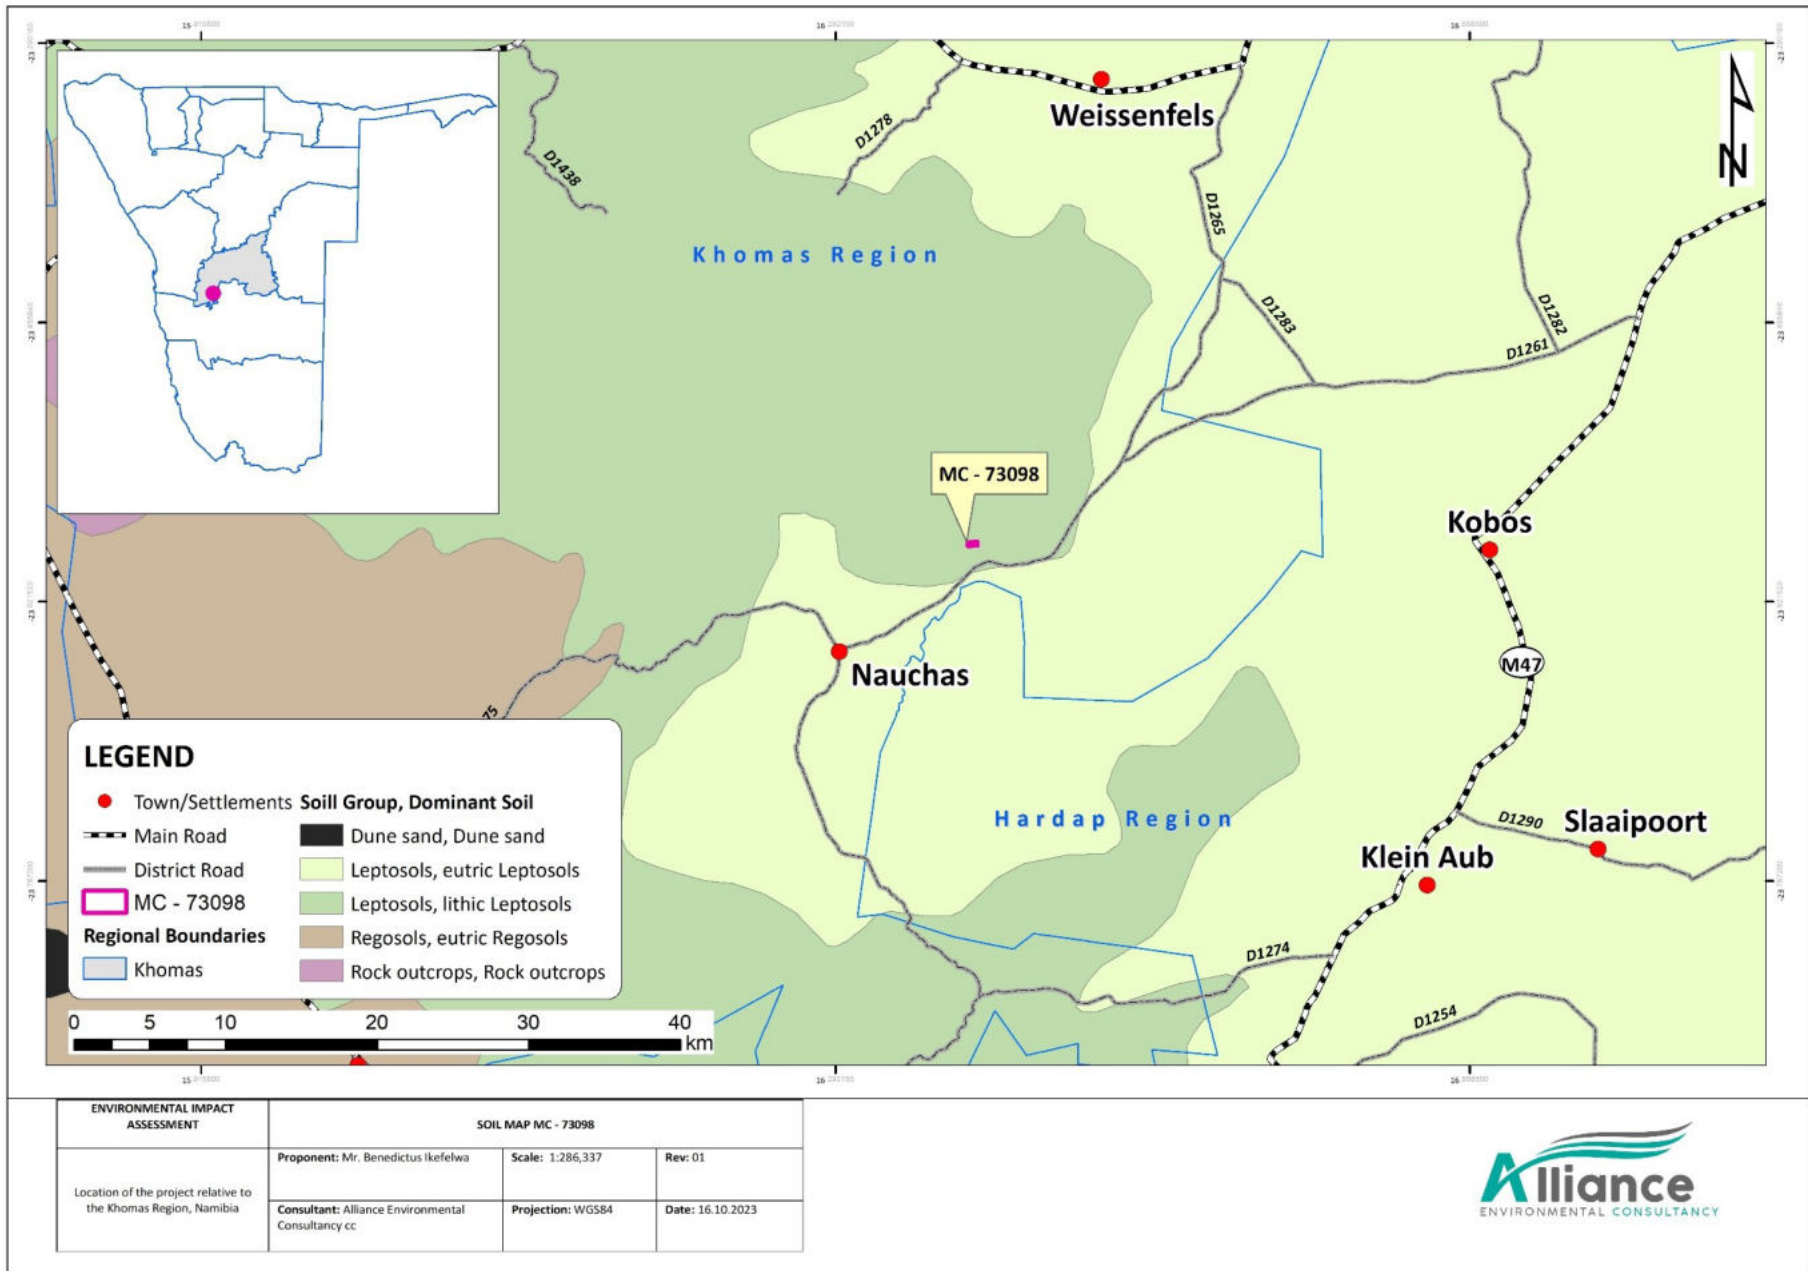 Weissenfels
D1278
D1438
D1265
Khomas Region
D1283
D1282
D1261
N
MC - 73098
Kobos
M47
Nauchas
75
Hardap Region
D1290
Slaaipoort
Klein Aub
D1274
D1254
LEGEND
Town/Settlements
Main Road
District Road
MC - 73098
Regional Boundaries
Khomas
Soill Group, Dominant Soil
Dune sand, Dune sand
Leptosols, eutric Leptosols
Leptosols, lithic Leptosols
Regosols, eutric Regosols
Rock outcrops, Rock outcrops
0 5 10 20 30 40
km
ENVIRONMENTAL IMPACT
ASSESSMENT
SOIL MAP MC - 73098
Location of the project relative to
the Khomas Region, Namibia
Proponent: Mr. Benedictus Ikefelwa
Scale: 1:286,337
Rev: 01
Consultant: Alliance Environmental
Consultancy cc
Projection: WGS84
Date: 16.10.2023
Alliance
ENVIRONMENTAL CONSULTANCY